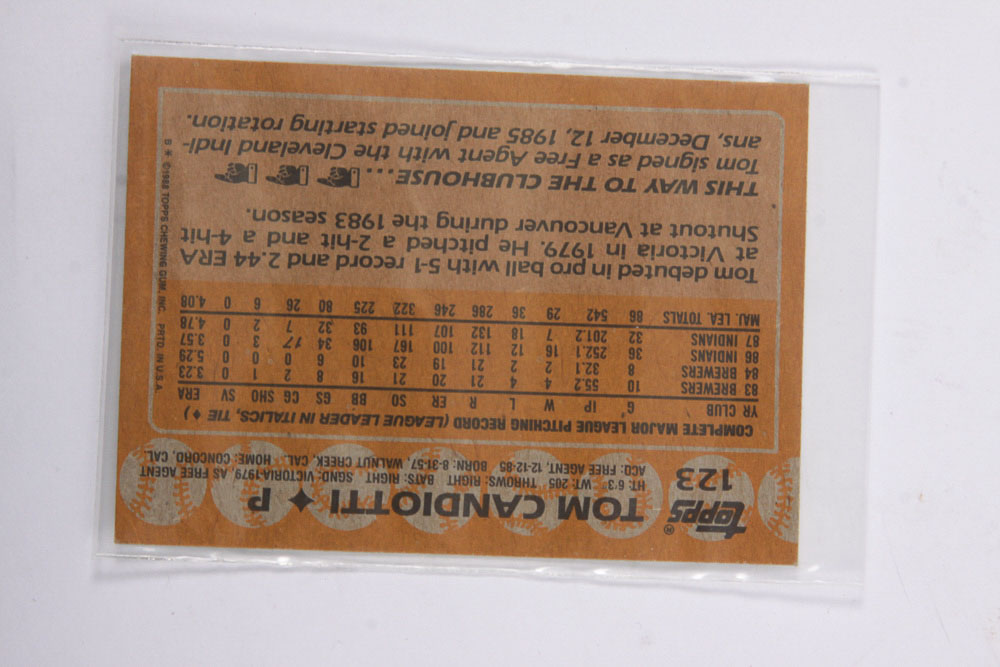 Topps®
123
TOM CANDIOTTI ♦ P
HT: 6'3" WT: 205 THROWS: RIGHT BATS: RIGHT SGND: VICTORIA-1979, AS FREE AGENT
ACQ: FREE AGENT, 12-12-85 BORN: 8-31-57 WALNUT CREEK, CAL. HOME: CONCORD, CAL
COMPLETE MAJOR LEAGUE PITCHING RECORD (LEAGUE LEADER IN ITALICS, TIE ♦)
YR CLUB G IP W L R ER SO BB GS CG SHO SV ERA
83 BREWERS 10 55.2 4 4 21 20 21 16 8 2 1 0 3.23
84 BREWERS 8 32.1 2 2 21 19 23 10 6 0 0 0 5.29
86 INDIANS 36 252.1 16 12 112 100 167 106 34 17 3 0 3.57
87 INDIANS 32 201.2 7 18 132 107 111 93 32 7 2 0 4.78
MAJ. LEA. TOTALS 86 542 29 36 286 246 322 225 80 26 6 0 4.08
Tom debuted in pro ball with 5-1 record and 2.44 ERA
at Victoria in 1979. He pitched a 2-hit and a 4-hit
Shutout at Vancouver during the 1983 season.
THIS WAY TO THE CLUBHOUSE....
Tom signed as a Free Agent with the Cleveland Indi-
ans, December 12, 1985 and joined starting rotation.
B * ©1988 TOPPS CHEWING GUM, INC. PRTD. IN U.S.A.